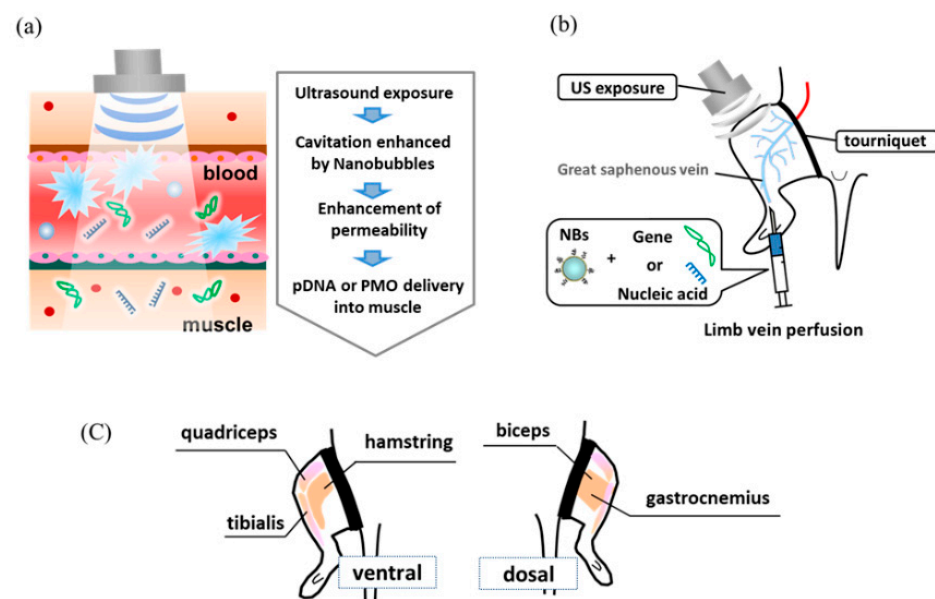 (a)
blood
muscle
Ultrasound exposure
Cavitation enhanced
by Nanobubbles
Enhancement of
permeability
pDNA or PMO delivery
into muscle
(b)
US exposure
tourniquet
Great saphenous vein
NBs
+
Gene
or
Nucleic acid
Limb vein perfusion
(C)
quadriceps
hamstring
tibialis
ventral
biceps
gastrocnemius
dosal